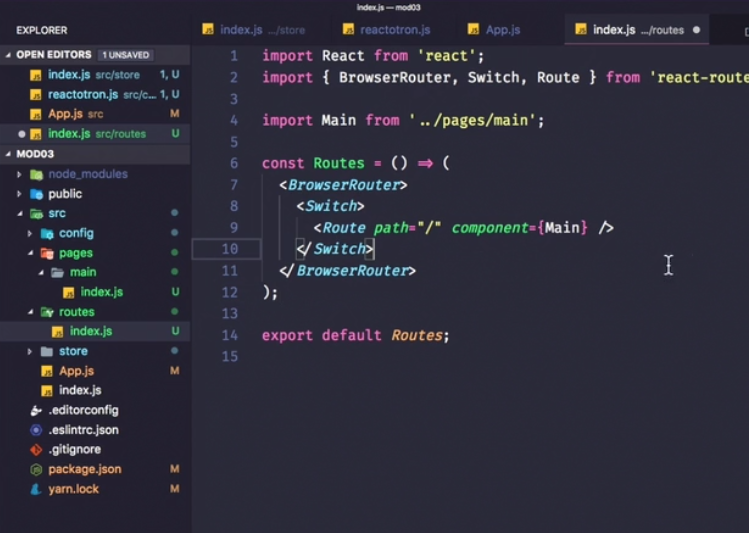 index.js — mod03
EXPLORER
OPEN EDITORS 1 UNSAVED
index.js src/store 1, U
reactotron.js src/c... 1, U
App.js src M
index.js src/routes U
MOD03
node_modules
public
src
config
pages
main
index.js U
routes
index.js U
store
App.js M
index.js
.editorconfig
.eslintrc.json
.gitignore
package.json M
yarn.lock M
index.js .../store
reactotron.js
App.js
index.js .../routes
1 import React from 'react';
2 import { BrowserRouter, Switch, Route } from 'react-route
3
4 import Main from '../pages/main';
5
6 const Routes = () => (
7 <BrowserRouter>
8 <Switch>
9 <Route path="/" component={Main} />
10 </Switch>
11 </BrowserRouter>
12 );
13
14 export default Routes;
15